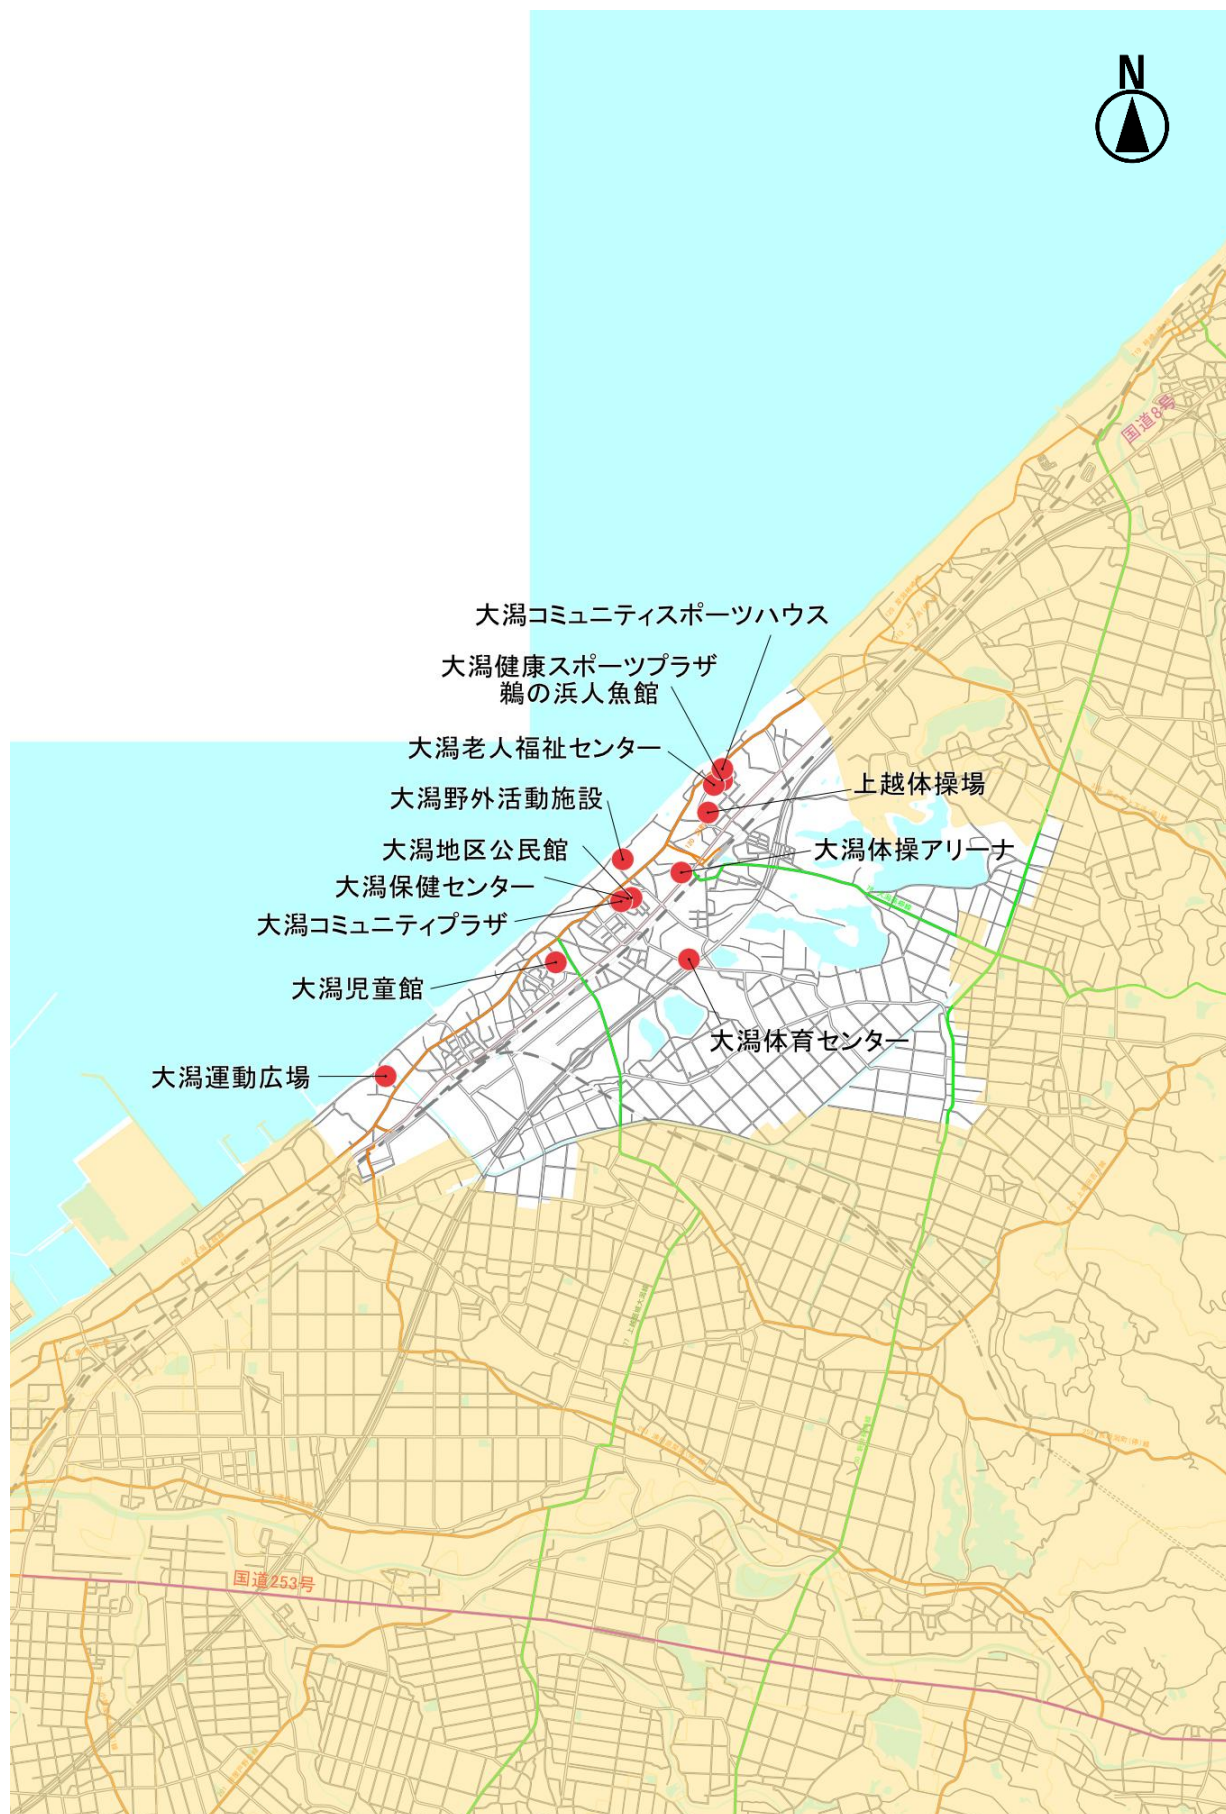 N
国道8号
大潟コミュニティスポーツハウス
大潟健康スポーツプラザ
鵜の浜人魚館
大潟老人福祉センター
上越体操場
大潟野外活動施設
大潟地区公民館
大潟体操アリーナ
大潟保健センター
大潟コミュニティプラザ
大潟児童館
大潟体育センター
大潟運動広場
国道253号